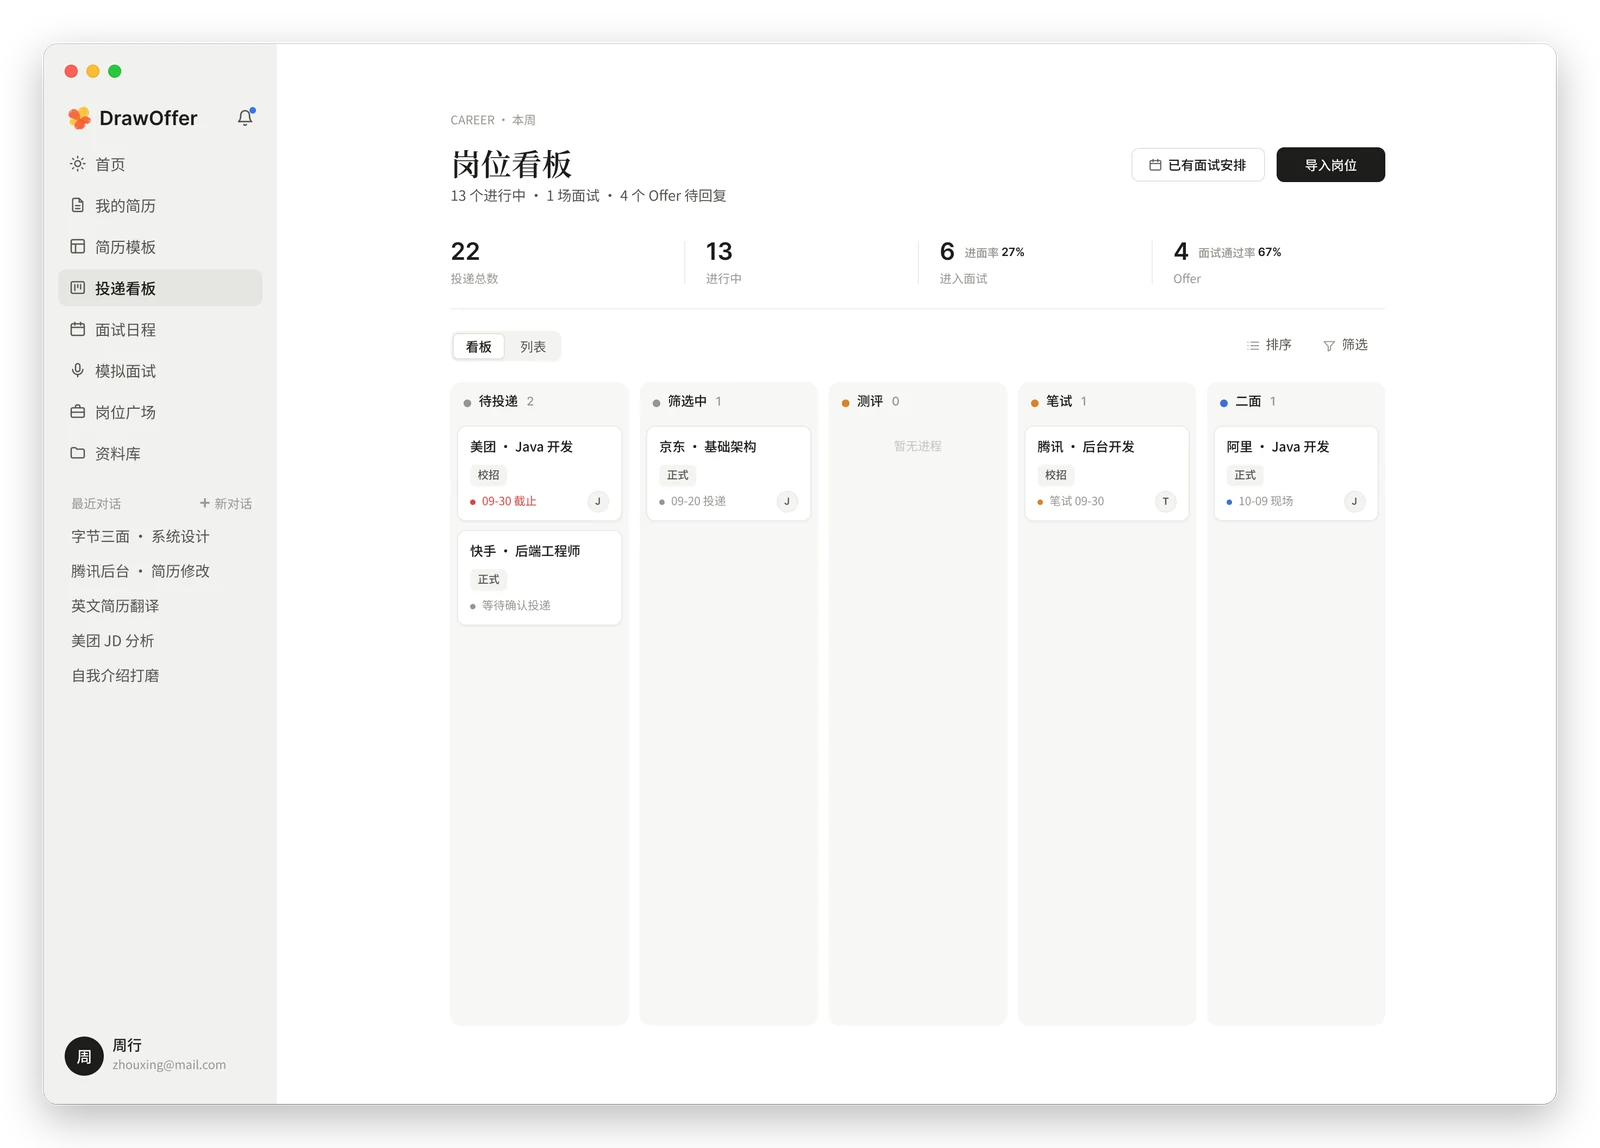 DrawOffer
首页
我的简历
简历模板
投递看板
面试日程
模拟面试
岗位广场
资料库
最近对话 + 新对话
字节三面 • 系统设计
腾讯后台 • 简历修改
英文简历翻译
美团 JD 分析
自我介绍打磨
周 周行
zhouxing@mail.com
CAREER • 本周
岗位看板
13 个进行中 • 1 场面试 • 4 个 Offer 待回复
已有面试安排 导入岗位
22
投递总数
13
进行中
6 进面率 27%
进入面试
4 面试通过率 67%
Offer
看板 列表
排序 筛选
待投递 2
美团 • Java 开发
校招
09-30 截止 J
快手 • 后端工程师
正式
等待确认投递
筛选中 1
京东 • 基础架构
正式
09-20 投递 J
测评 0
暂无进程
笔试 1
腾讯 • 后台开发
校招
笔试 09-30 T
二面 1
阿里 • Java 开发
正式
10-09 现场 J